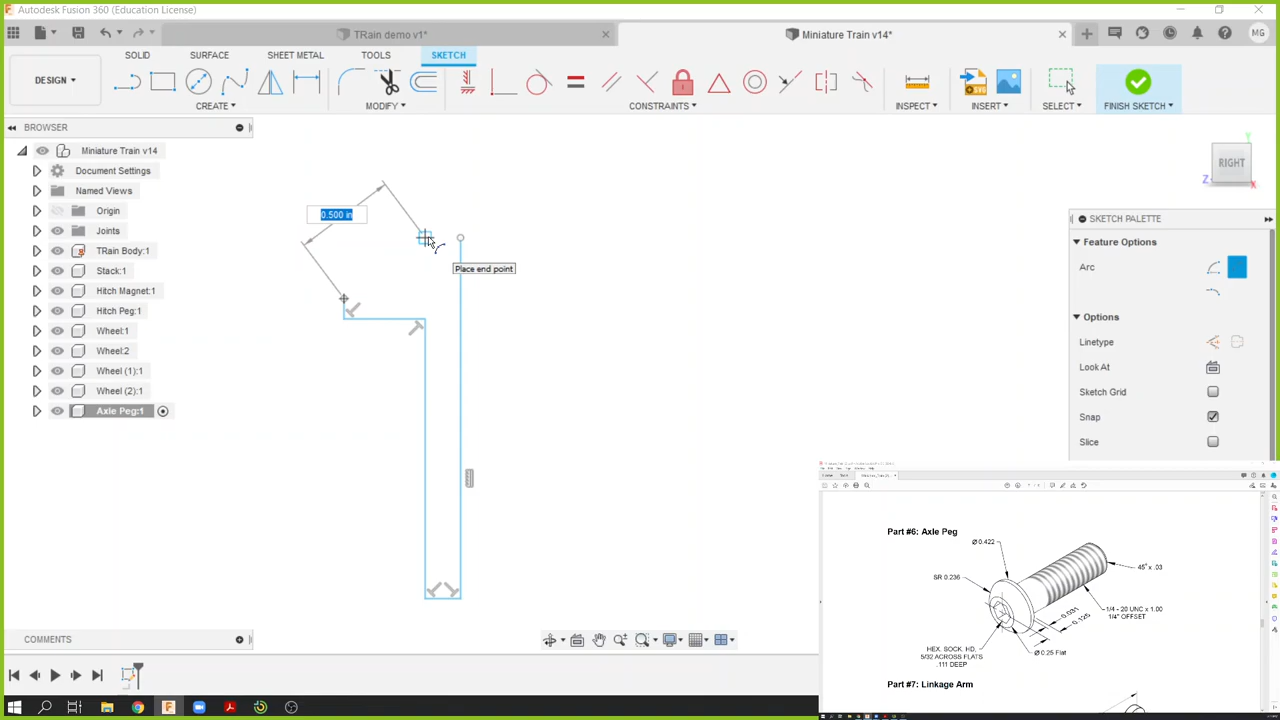 Autodesk Fusion 360 (Education License)
TRain demo v1*
Miniature Train v14*
MG
SOLID
SURFACE
SHEET METAL
TOOLS
SKETCH
DESIGN
CREATE
MODIFY
CONSTRAINTS
INSPECT
INSERT
SELECT
FINISH SKETCH
BROWSER
Miniature Train v14
Document Settings
Named Views
Origin
Joints
TRain Body:1
Stack:1
Hitch Magnet:1
Hitch Peg:1
Wheel:1
Wheel:2
Wheel (1):1
Wheel (2):1
Axle Peg:1
0.500 in
Place end point
RIGHT
Y
Z
X
SKETCH PALETTE
Feature Options
Arc
Options
Linetype
Look At
Sketch Grid
Snap
Slice
Part #6: Axle Peg
Ø 0.422
SR 0.236
45° x .03
0.031
0.125
1/4 - 20 UNC x 1.00
1/4" OFFSET
HEX. SOCK. HD,
5/32 ACROSS FLATS
.111 DEEP
Ø 0.25 Flat
Part #7: Linkage Arm
COMMENTS